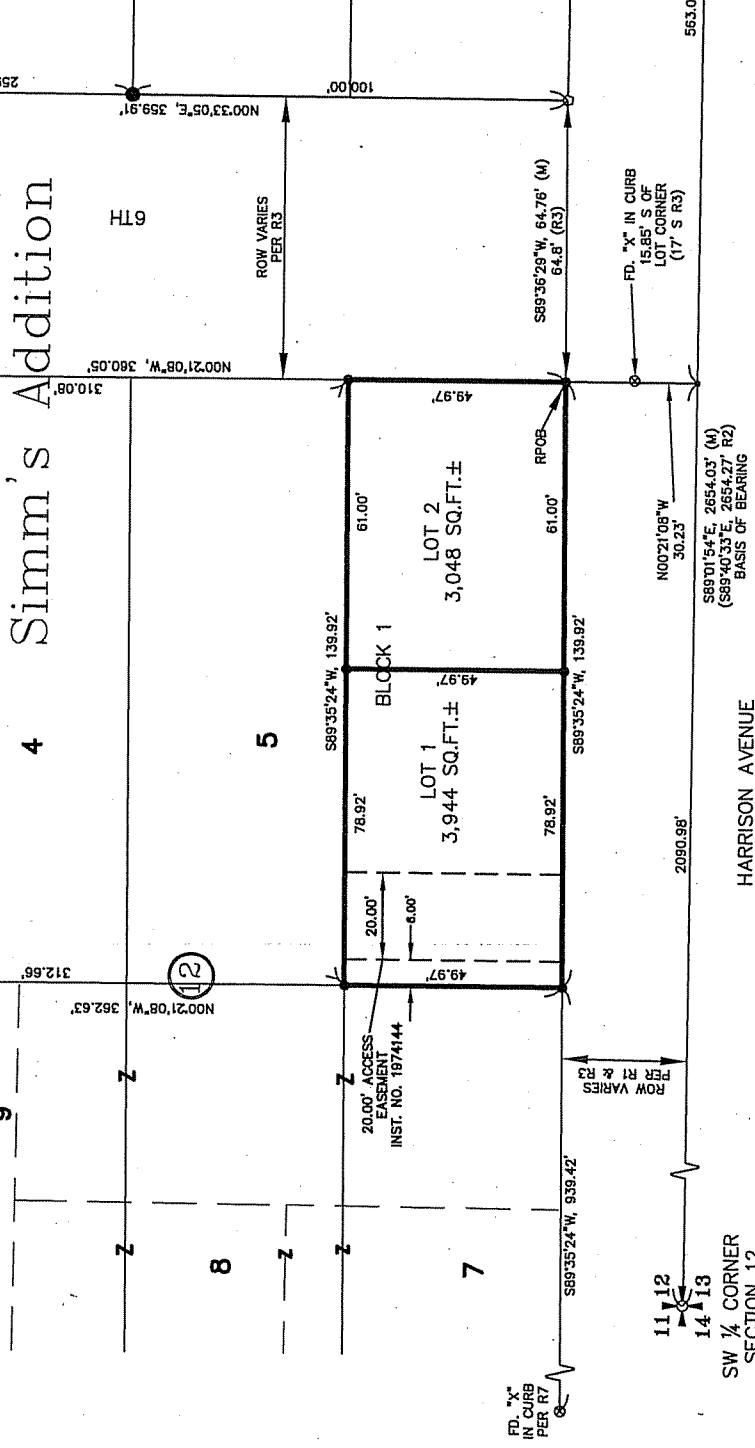 Simm's Addition
259
N00°33'05"E, 359.91'
100.00'
563.0
6TH
ROW VARIES
PER R3
S89°36'29"W, 64.76' (M)
64.8' (R3)
FD. "X" IN CURB
15.85' S OF
LOT CORNER
(17' S R3)
310.08'
N00°21'08"W, 360.05'
49.97'
RPOB
61.00'
LOT 2
3,048 SQ.FT.±
61.00'
N00°21'08"W
30.23'
S89°01'54"E, 2654.03' (M)
(S89°40'33"E, 2654.27' R2)
BASIS OF BEARING
4
5
S89°35'24"W, 139.92'
BLOCK 1
49.97'
S89°35'24"W, 139.92'
78.92'
LOT 1
3,944 SQ.FT.±
78.92'
2090.98'
HARRISON AVENUE
20.00'
6.00'
312.66'
12
N00°21'08"W, 362.63'
49.97'
20.00' ACCESS
EASEMENT
INST. NO. 1974144
ROW VARIES
PER R1 & R3
9
Z
Z
Z
Z
Z
8
7
S89°35'24"W, 939.42'
11 12
14 13
SW ¼ CORNER
SECTION 12
FD. "X"
IN CURB
PER R7